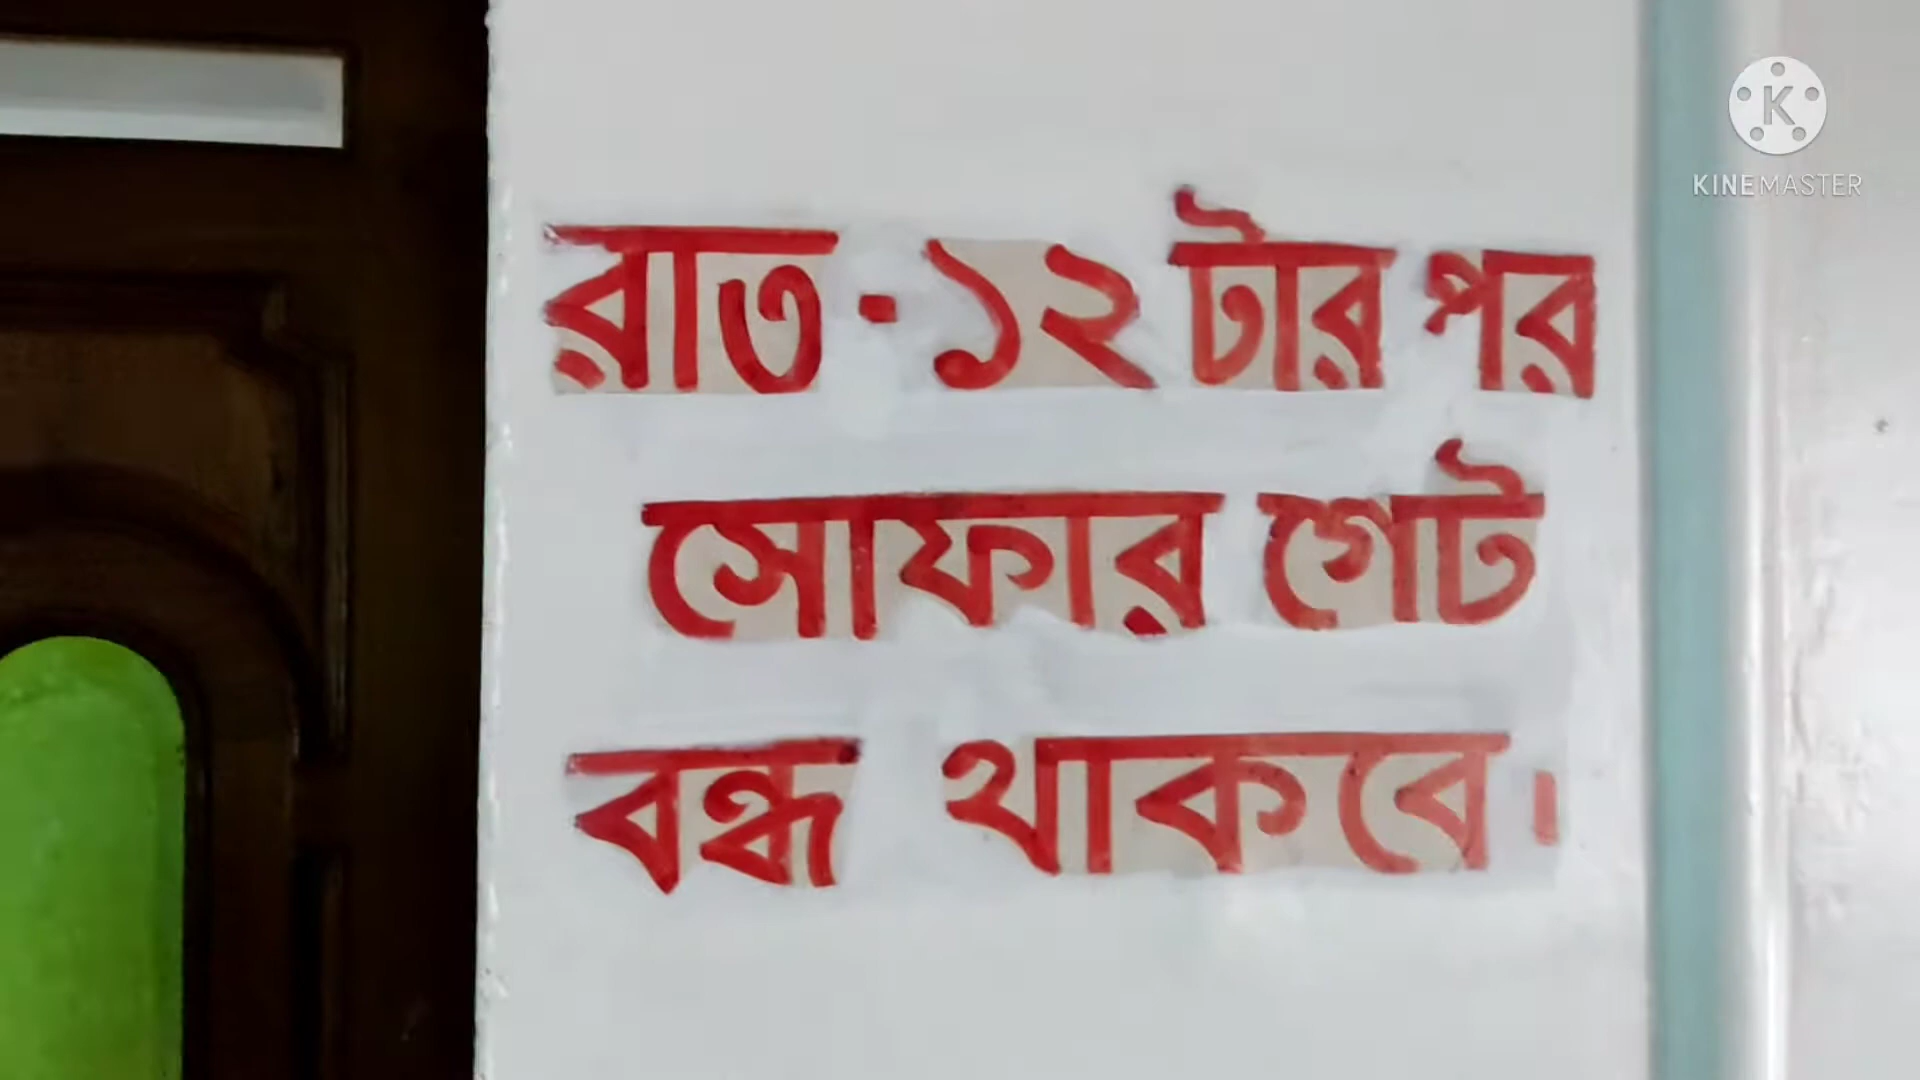 রাত - ১২ টার পর
সোফার গেট
বন্ধ থাকবে।
K
KINEMASTER